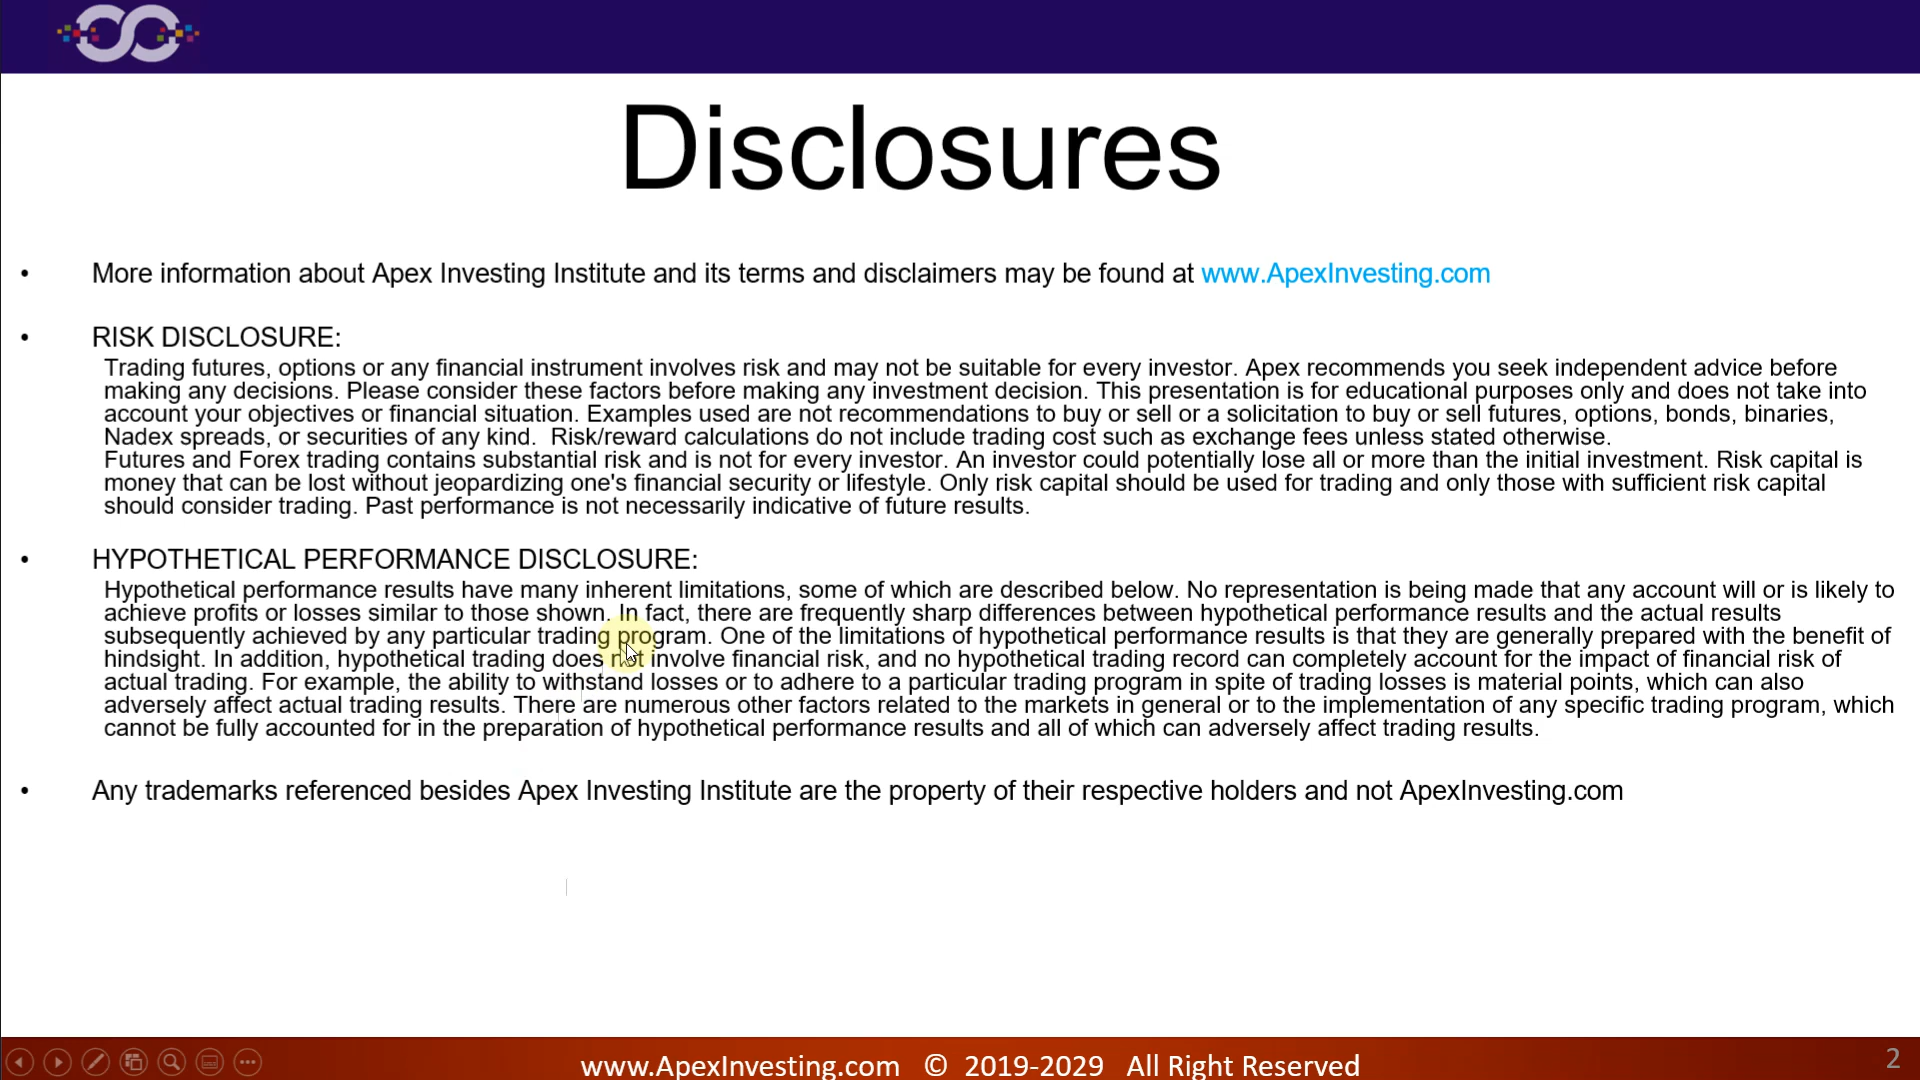 Disclosures
• More information about Apex Investing Institute and its terms and disclaimers may be found at www.ApexInvesting.com
• RISK DISCLOSURE:
Trading futures, options or any financial instrument involves risk and may not be suitable for every investor. Apex recommends you seek independent advice before
making any decisions. Please consider these factors before making any investment decision. This presentation is for educational purposes only and does not take into
account your objectives or financial situation. Examples used are not recommendations to buy or sell or a solicitation to buy or sell futures, options, bonds, binaries,
Nadex spreads, or securities of any kind.  Risk/reward calculations do not include trading cost such as exchange fees unless stated otherwise.
Futures and Forex trading contains substantial risk and is not for every investor. An investor could potentially lose all or more than the initial investment. Risk capital is
money that can be lost without jeopardizing one's financial security or lifestyle. Only risk capital should be used for trading and only those with sufficient risk capital
should consider trading. Past performance is not necessarily indicative of future results.
• HYPOTHETICAL PERFORMANCE DISCLOSURE:
Hypothetical performance results have many inherent limitations, some of which are described below. No representation is being made that any account will or is likely to
achieve profits or losses similar to those shown. In fact, there are frequently sharp differences between hypothetical performance results and the actual results
subsequently achieved by any particular trading program. One of the limitations of hypothetical performance results is that they are generally prepared with the benefit of
hindsight. In addition, hypothetical trading does not involve financial risk, and no hypothetical trading record can completely account for the impact of financial risk of
actual trading. For example, the ability to withstand losses or to adhere to a particular trading program in spite of trading losses is material points, which can also
adversely affect actual trading results. There are numerous other factors related to the markets in general or to the implementation of any specific trading program, which
cannot be fully accounted for in the preparation of hypothetical performance results and all of which can adversely affect trading results.
• Any trademarks referenced besides Apex Investing Institute are the property of their respective holders and not ApexInvesting.com
www.ApexInvesting.com © 2019-2029 All Right Reserved
2